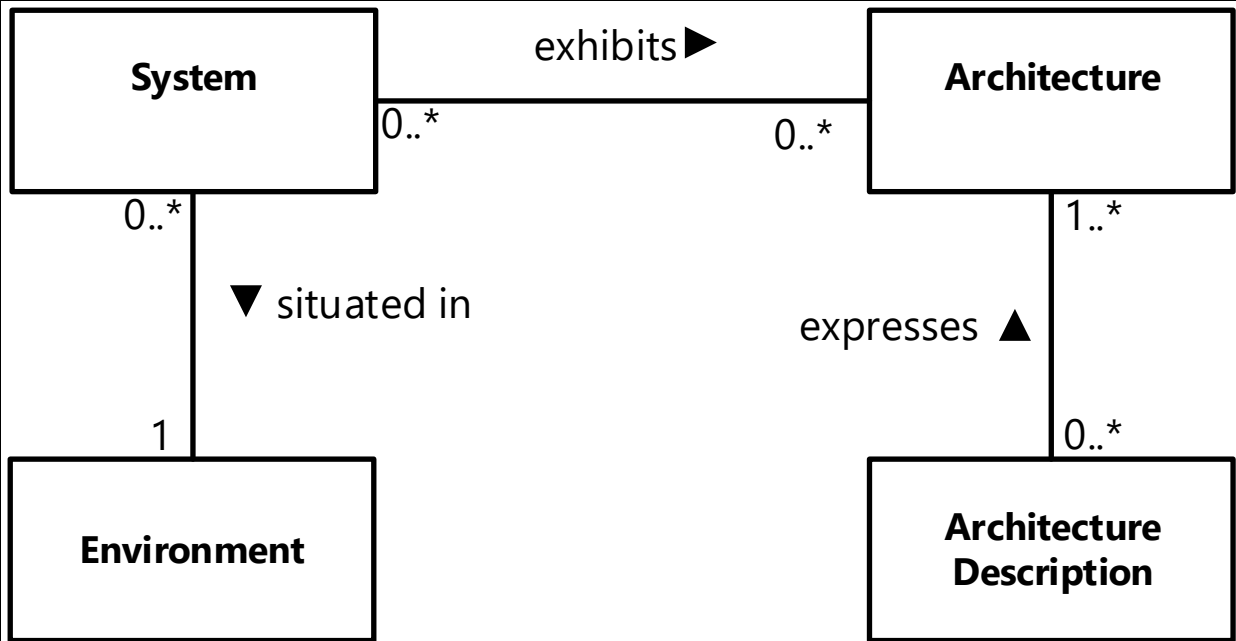 exhibits ►
System
Architecture
0..*
0..*
0..*
1..*
▼ situated in
expresses ▲
1
0..*
Environment
Architecture
Description